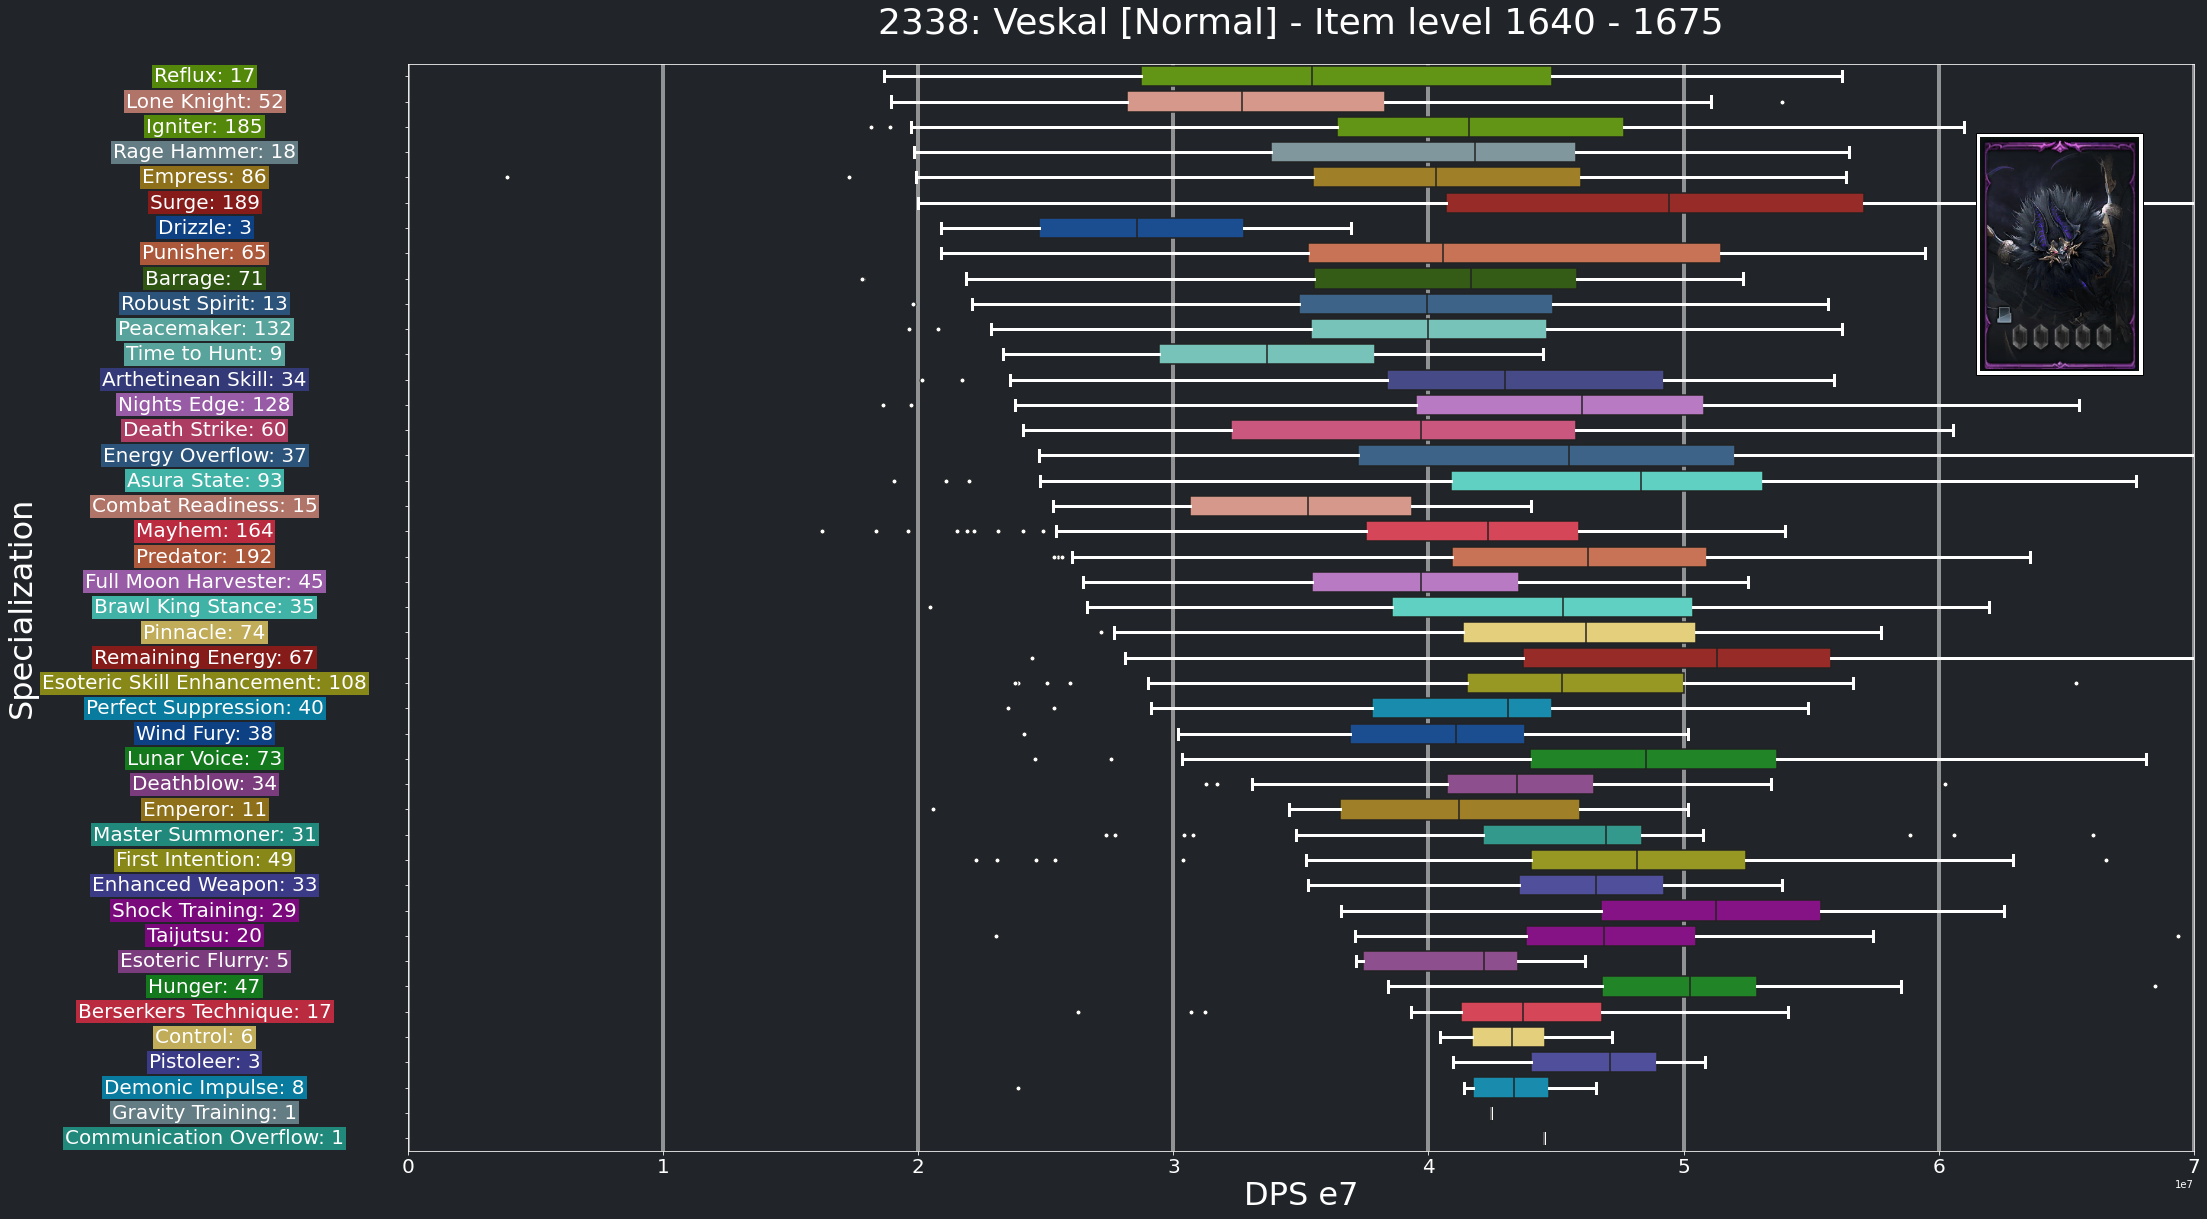 2338: Veskal [Normal] - Item level 1640 - 1675
Specialization
Reflux: 17
Lone Knight: 52
Igniter: 185
Rage Hammer: 18
Empress: 86
Surge: 189
Drizzle: 3
Punisher: 65
Barrage: 71
Robust Spirit: 13
Peacemaker: 132
Time to Hunt: 9
Arthetinean Skill: 34
Nights Edge: 128
Death Strike: 60
Energy Overflow: 37
Asura State: 93
Combat Readiness: 15
Mayhem: 164
Predator: 192
Full Moon Harvester: 45
Brawl King Stance: 35
Pinnacle: 74
Remaining Energy: 67
Esoteric Skill Enhancement: 108
Perfect Suppression: 40
Wind Fury: 38
Lunar Voice: 73
Deathblow: 34
Emperor: 11
Master Summoner: 31
First Intention: 49
Enhanced Weapon: 33
Shock Training: 29
Taijutsu: 20
Esoteric Flurry: 5
Hunger: 47
Berserkers Technique: 17
Control: 6
Pistoleer: 3
Demonic Impulse: 8
Gravity Training: 1
Communication Overflow: 1
0 1 2 3 4 5 6 7
DPS e7
1e7